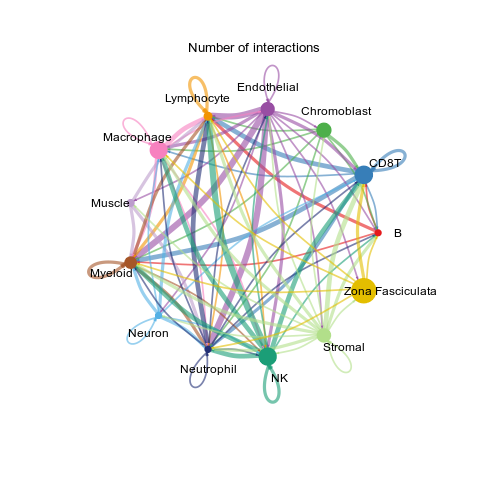 Number of interactions
Endothelial
Lymphocyte
Chromoblast
Macrophage
CD8T
Muscle
B
Myeloid
Zona Fasciculata
Neuron
Stromal
Neutrophil
NK